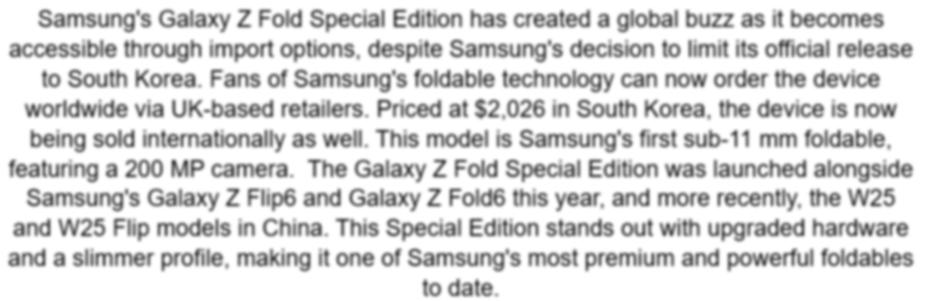 Samsung's Galaxy Z Fold Special Edition has created a global buzz as it becomes
accessible through import options, despite Samsung's decision to limit its official release
to South Korea. Fans of Samsung's foldable technology can now order the device
worldwide via UK-based retailers. Priced at $2,026 in South Korea, the device is now
being sold internationally as well. This model is Samsung's first sub-11 mm foldable,
featuring a 200 MP camera.  The Galaxy Z Fold Special Edition was launched alongside
Samsung's Galaxy Z Flip6 and Galaxy Z Fold6 this year, and more recently, the W25
and W25 Flip models in China. This Special Edition stands out with upgraded hardware
and a slimmer profile, making it one of Samsung's most premium and powerful foldables
to date.